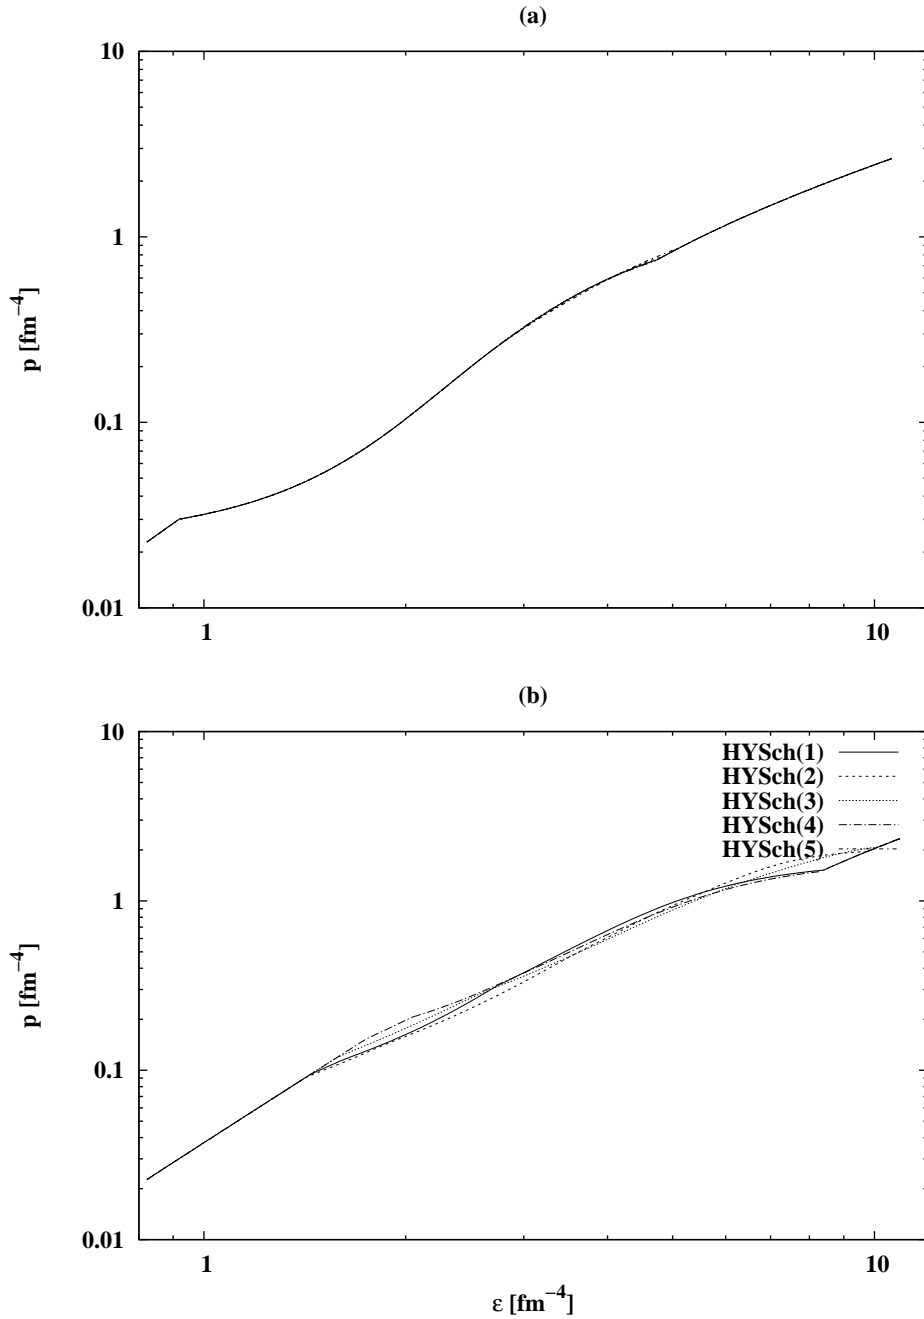 (a)
10
1
0.1
0.01
p [fm⁻⁴]
1
10
(b)
10
1
0.1
0.01
p [fm⁻⁴]
HYSch(1)
HYSch(2)
HYSch(3)
HYSch(4)
HYSch(5)
1
10
ε [fm⁻⁴]